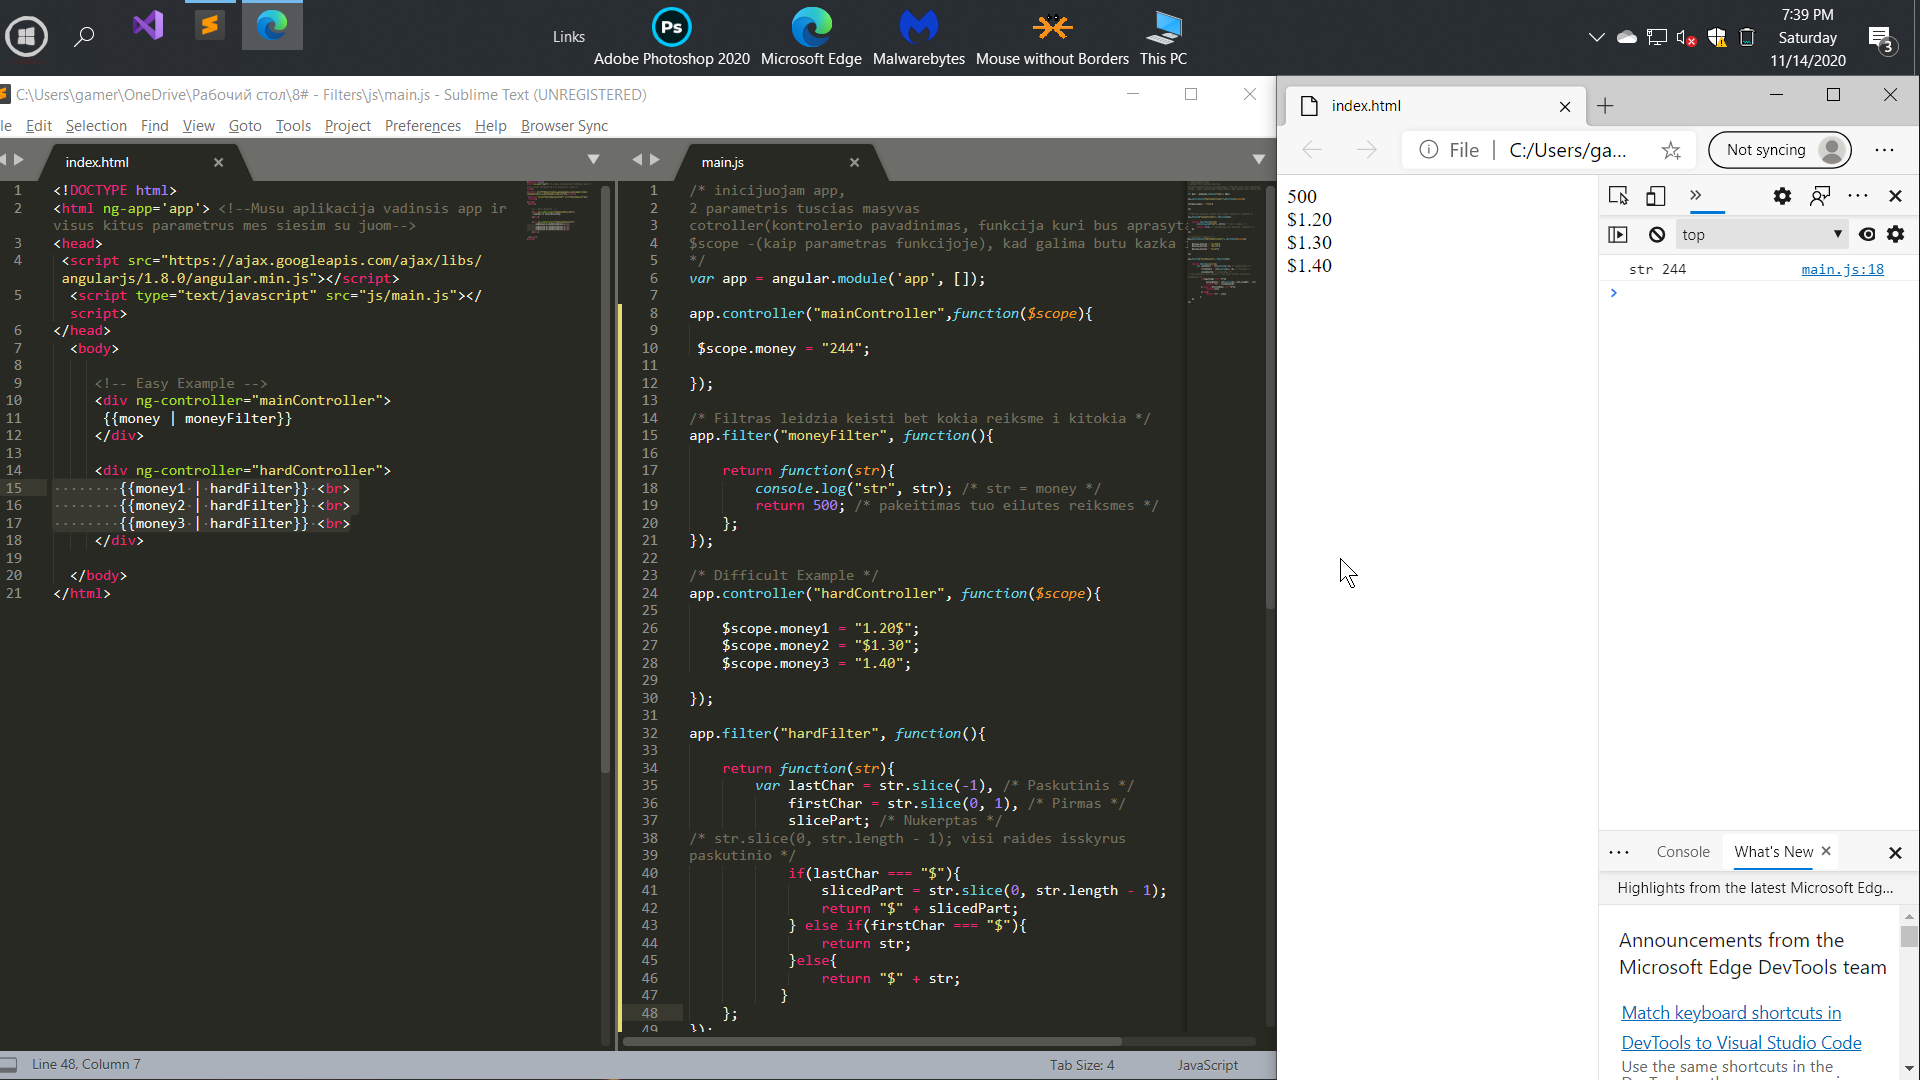 Links
Ps
Adobe Photoshop 2020
Microsoft Edge
Malwarebytes
Mouse without Borders
This PC
7:39 PM
Saturday
11/14/2020
3
C:\Users\gamer\OneDrive\Рабочий стол\8# - Filters\js\main.js - Sublime Text (UNREGISTERED)
le Edit Selection Find View Goto Tools Project Preferences Help Browser Sync
index.html
1 <!DOCTYPE html>
2 <html ng-app='app'> <!--Musu aplikacija vadinsis app ir
visus kitus parametrus mes siesim su juom-->
3 <head>
4 <script src="https://ajax.googleapis.com/ajax/libs/
angularjs/1.8.0/angular.min.js"></script>
5 <script type="text/javascript" src="js/main.js"></
script>
6 </head>
7 <body>
8
9 <!-- Easy Example -->
10 <div ng-controller="mainController">
11 {{money | moneyFilter}}
12 </div>
13
14 <div ng-controller="hardController">
15 {{money1 | hardFilter}} <br>
16 {{money2 | hardFilter}} <br>
17 {{money3 | hardFilter}} <br>
18 </div>
19
20 </body>
21 </html>
main.js
1 /* inicijuojam app,
2 2 parametris tuscias masyvas
3 cotroller(kontrolerio pavadinimas, funkcija kuri bus aprasyta
4 $scope -(kaip parametras funkcijoje), kad galima butu kazka
5 */
6 var app = angular.module('app', []);
7
8 app.controller("mainController",function($scope){
9
10 $scope.money = "244";
11
12 });
13
14 /* Filtras leidzia keisti bet kokia reiksme i kitokia */
15 app.filter("moneyFilter", function(){
16
17 return function(str){
18 console.log("str", str); /* str = money */
19 return 500; /* pakeitimas tuo eilutes reiksmes */
20 };
21 });
22
23 /* Difficult Example */
24 app.controller("hardController", function($scope){
25
26 $scope.money1 = "1.20$";
27 $scope.money2 = "$1.30";
28 $scope.money3 = "1.40";
29
30 });
31
32 app.filter("hardFilter", function(){
33
34 return function(str){
35 var lastChar = str.slice(-1), /* Paskutinis */
36 firstChar = str.slice(0, 1), /* Pirmas */
37 slicePart; /* Nukerptas */
38 /* str.slice(0, str.length - 1); visi raides isskyrus
39 paskutinio */
40 if(lastChar === "$"){
41 slicedPart = str.slice(0, str.length - 1);
42 return "$" + slicedPart;
43 } else if(firstChar === "$"){
44 return str;
45 }else{
46 return "$" + str;
47 }
48 };
49 });
Line 48, Column 7
Tab Size: 4
JavaScript
index.html
File | C:/Users/ga...
Not syncing
500
$1.20
$1.30
$1.40
top
str 244
main.js:18
Console
What's New
Highlights from the latest Microsoft Edg...
Announcements from the
Microsoft Edge DevTools team
Match keyboard shortcuts in
DevTools to Visual Studio Code
Use the same shortcuts in the